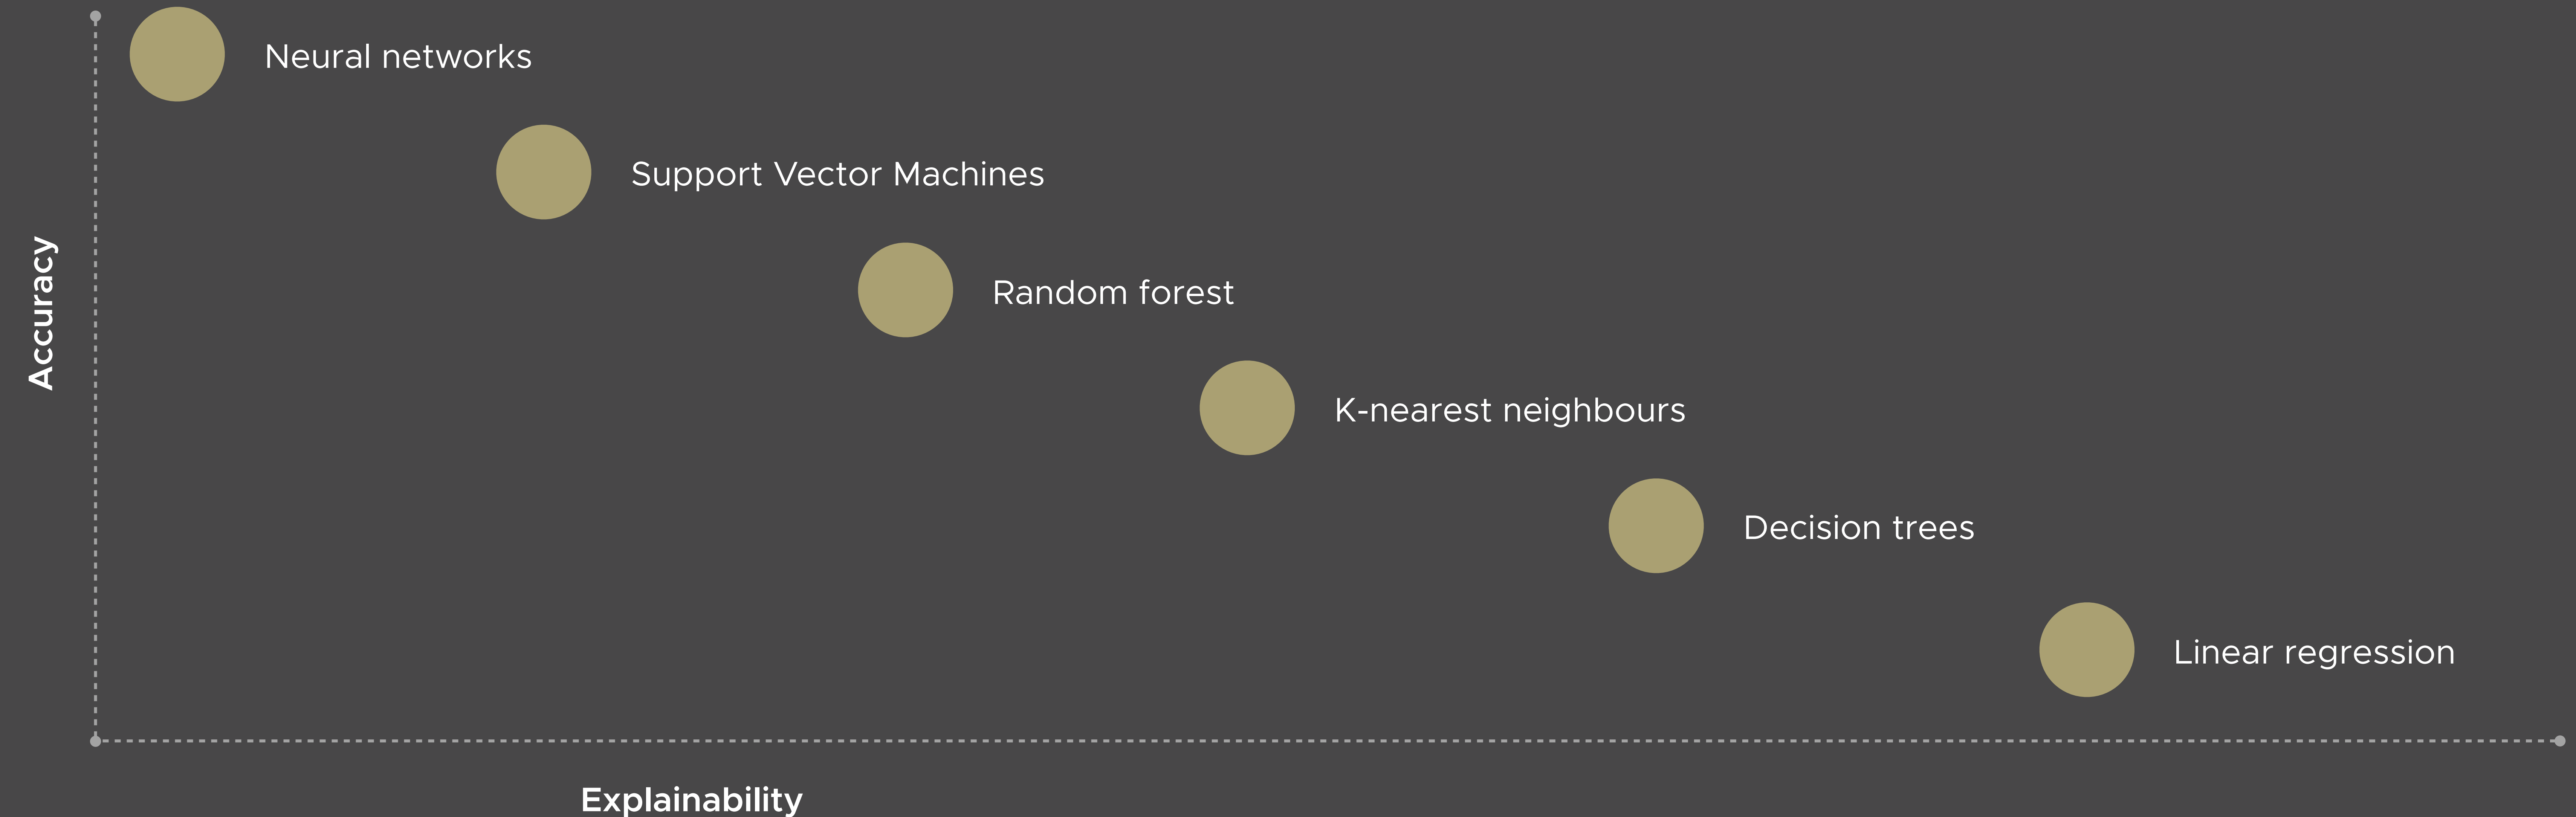 Neural networks
Support Vector Machines
Random forest
K-nearest neighbours
Decision trees
Linear regression
Accuracy
Explainability